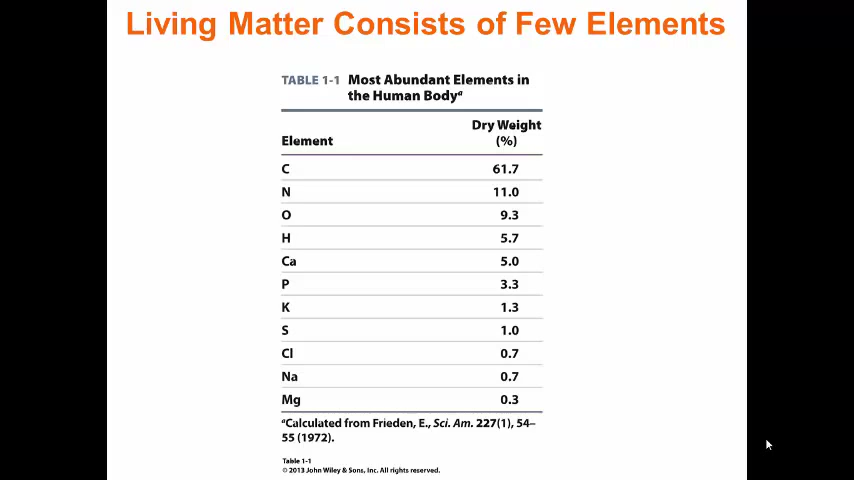 Living Matter Consists of Few Elements
TABLE 1-1 Most Abundant Elements in
the Human Bodyᵃ
Dry Weight
Element (%)
C 61.7
N 11.0
O 9.3
H 5.7
Ca 5.0
P 3.3
K 1.3
S 1.0
Cl 0.7
Na 0.7
Mg 0.3
ᵃCalculated from Frieden, E., Sci. Am. 227(1), 54–
55 (1972).
Table 1-1
© 2013 John Wiley & Sons, Inc. All rights reserved.